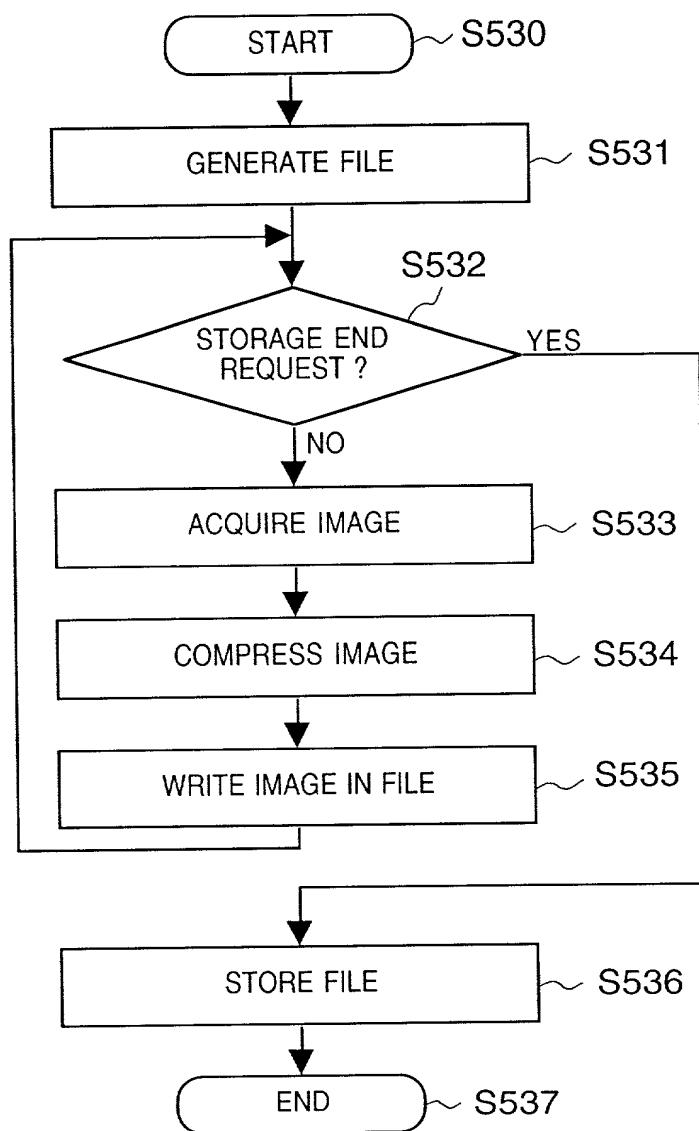 START
S530
GENERATE FILE
S531
S532
STORAGE END
REQUEST ?
YES
NO
ACQUIRE IMAGE
S533
COMPRESS IMAGE
S534
WRITE IMAGE IN FILE
S535
STORE FILE
S536
END
S537